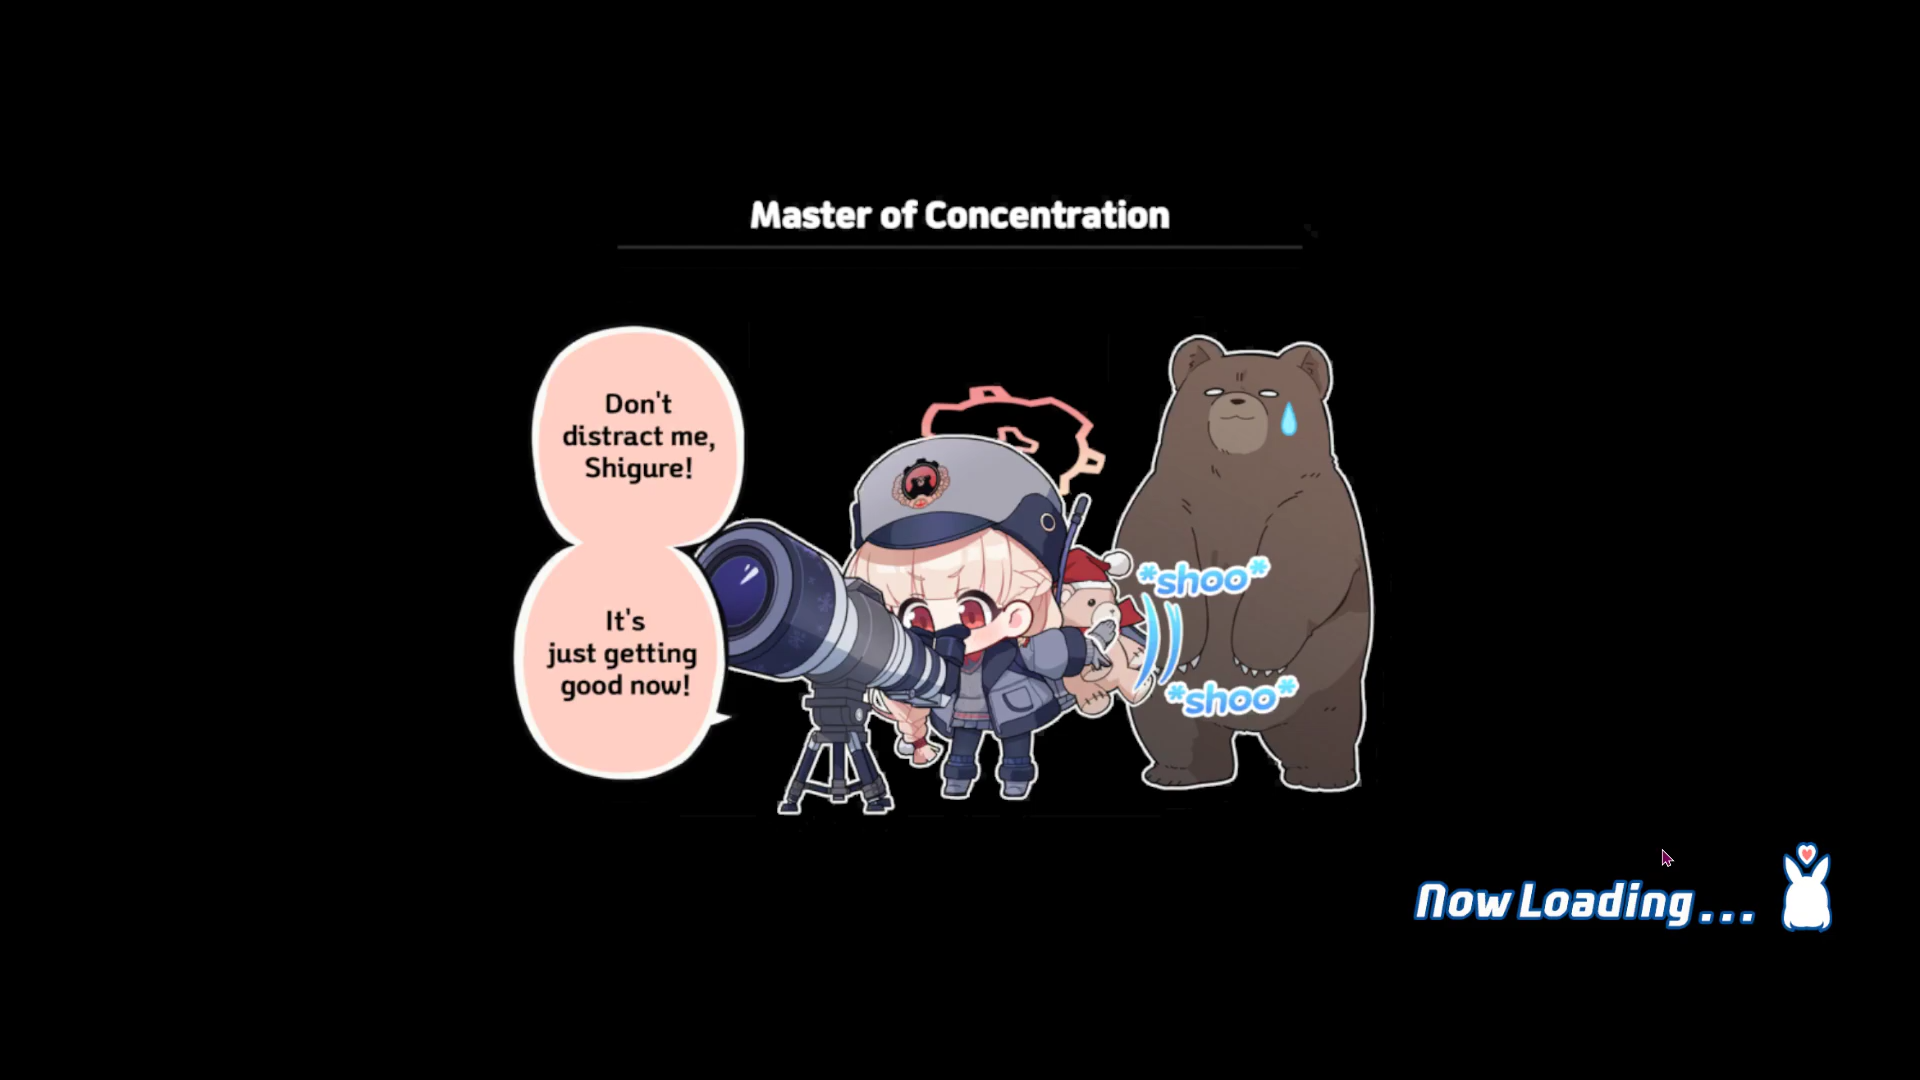 Master of Concentration
Don't
distract me,
Shigure!
It's
just getting
good now!
*shoo*
*shoo*
Now Loading...